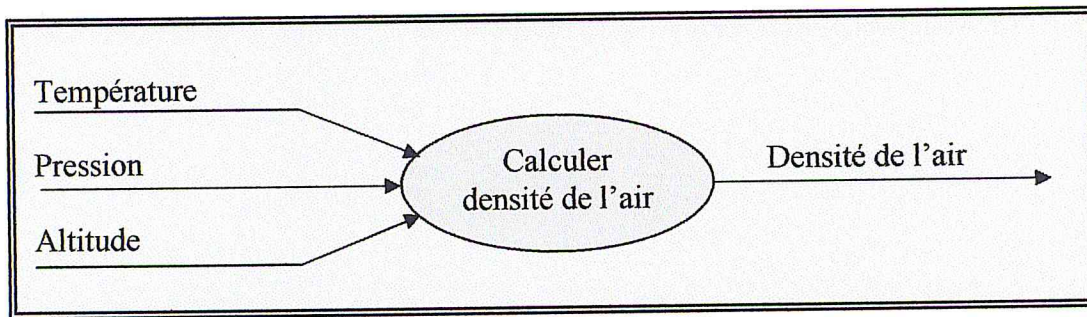 Température
Pression
Altitude
Calculer
densité de l'air
Densité de l'air